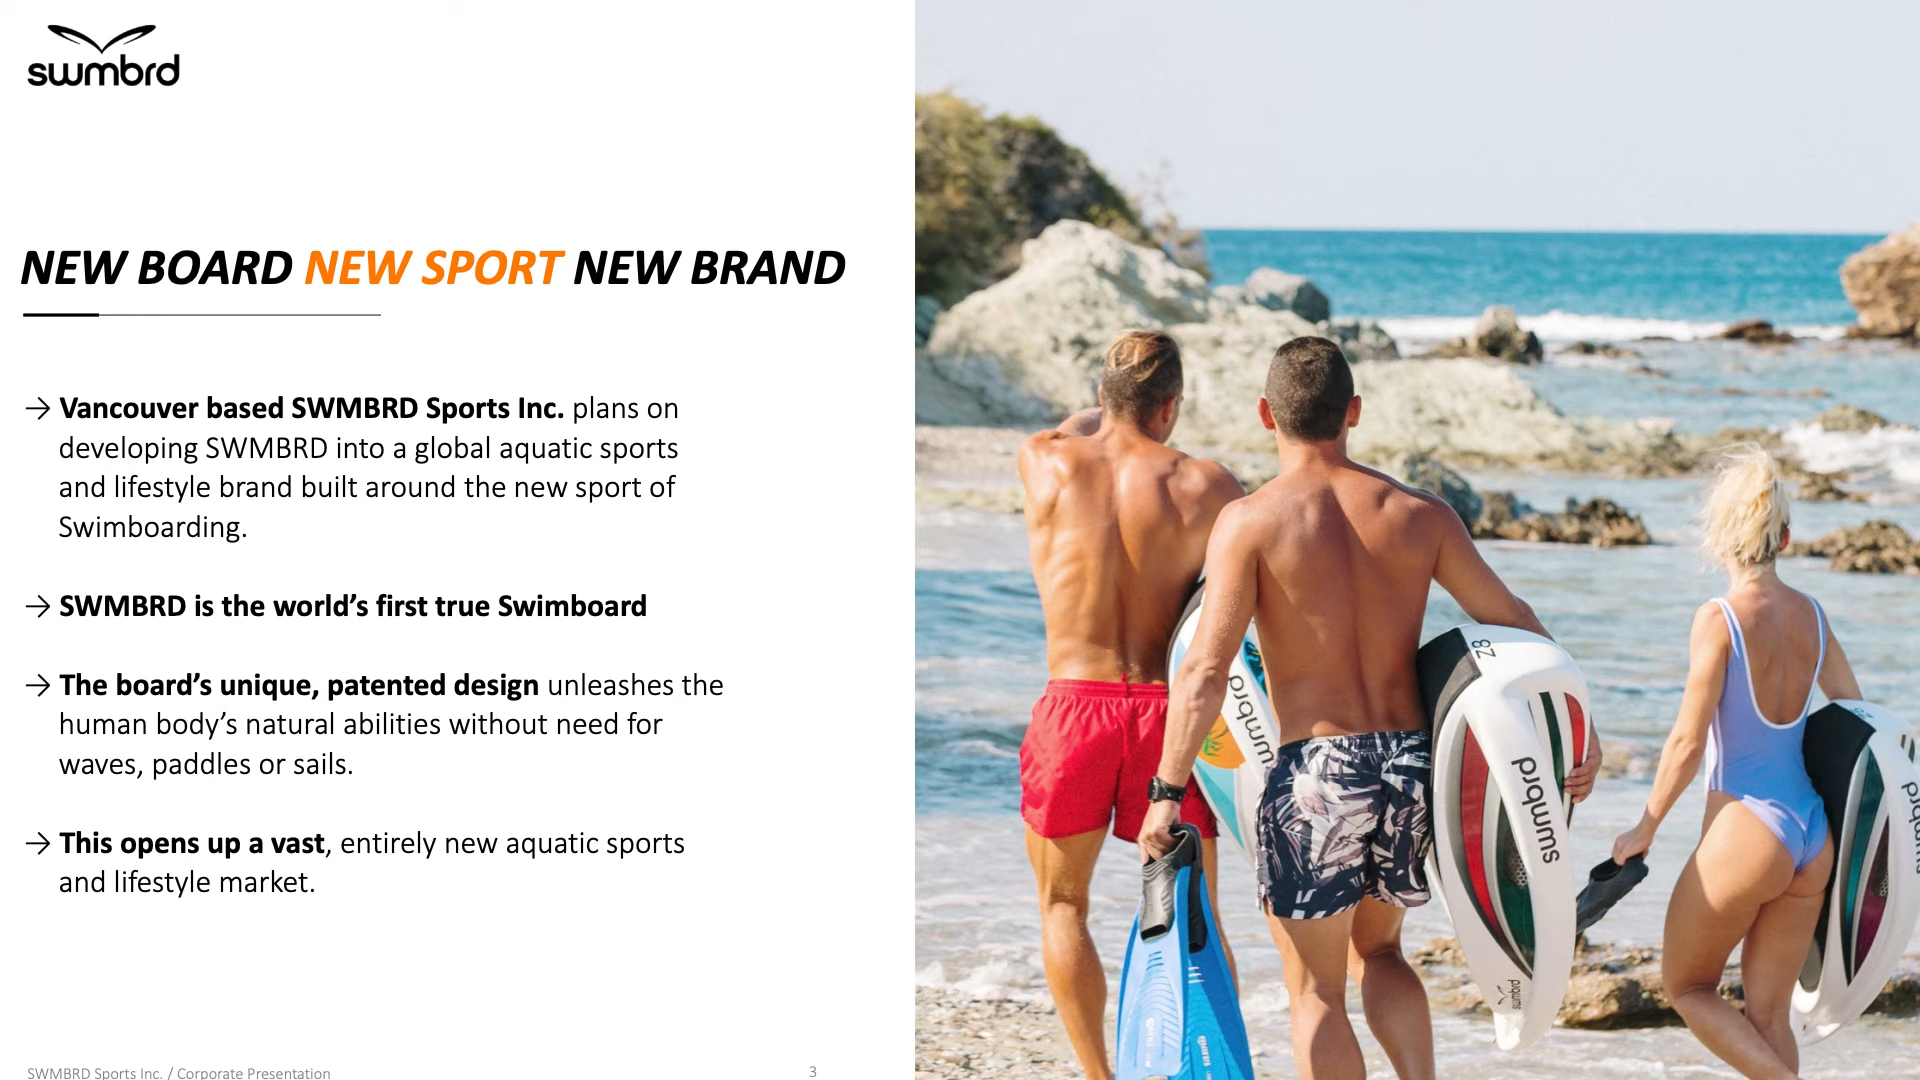 swmbrd
NEW BOARD NEW SPORT NEW BRAND
→ Vancouver based SWMBRD Sports Inc. plans on
developing SWMBRD into a global aquatic sports
and lifestyle brand built around the new sport of
Swimboarding.
→ SWMBRD is the world’s first true Swimboard
→ The board’s unique, patented design unleashes the
human body’s natural abilities without need for
waves, paddles or sails.
→ This opens up a vast, entirely new aquatic sports
and lifestyle market.
SWMBRD Sports Inc. / Corporate Presentation
3
swmbrd
Z8
swmbrd
swmbrd
swmbrd